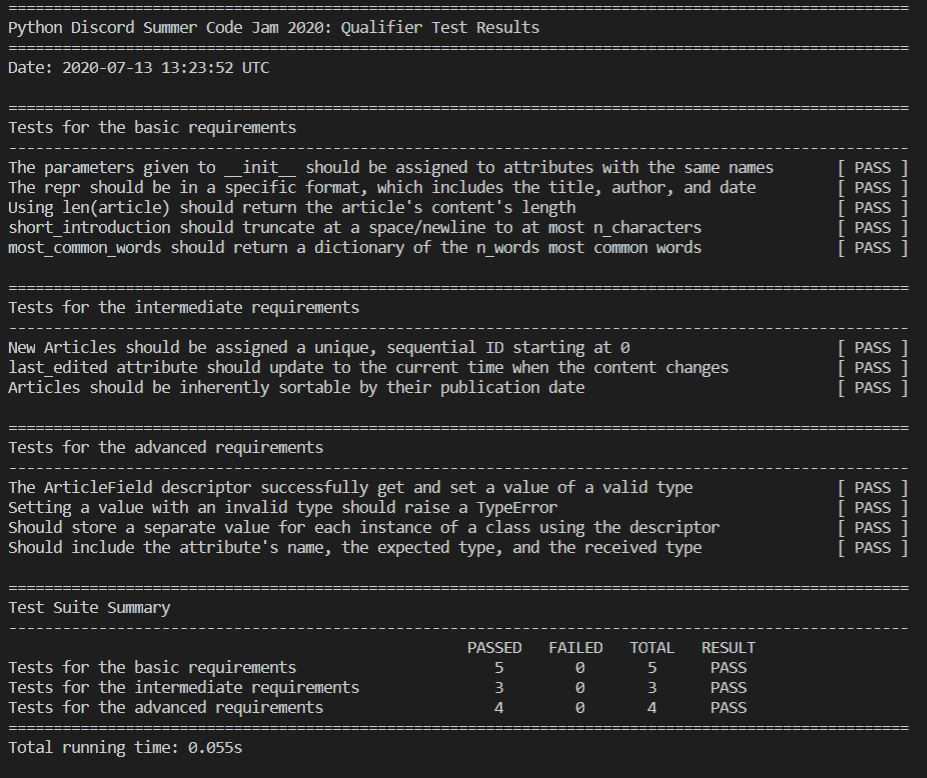 ====================================================================================================
Python Discord Summer Code Jam 2020: Qualifier Test Results
====================================================================================================
Date: 2020-07-13 13:23:52 UTC

====================================================================================================
Tests for the basic requirements
----------------------------------------------------------------------------------------------------
The parameters given to __init__ should be assigned to attributes with the same names       [ PASS ]
The repr should be in a specific format, which includes the title, author, and date         [ PASS ]
Using len(article) should return the article's content's length                             [ PASS ]
short_introduction should truncate at a space/newline to at most n_characters               [ PASS ]
most_common_words should return a dictionary of the n_words most common words               [ PASS ]

====================================================================================================
Tests for the intermediate requirements
----------------------------------------------------------------------------------------------------
New Articles should be assigned a unique, sequential ID starting at 0                       [ PASS ]
last_edited attribute should update to the current time when the content changes            [ PASS ]
Articles should be inherently sortable by their publication date                            [ PASS ]

====================================================================================================
Tests for the advanced requirements
----------------------------------------------------------------------------------------------------
The ArticleField descriptor successfully get and set a value of a valid type                [ PASS ]
Setting a value with an invalid type should raise a TypeError                               [ PASS ]
Should store a separate value for each instance of a class using the descriptor             [ PASS ]
Should include the attribute's name, the expected type, and the received type               [ PASS ]

====================================================================================================
Test Suite Summary
----------------------------------------------------------------------------------------------------
                                                   PASSED   FAILED   TOTAL   RESULT
Tests for the basic requirements                      5        0       5      PASS
Tests for the intermediate requirements               3        0       3      PASS
Tests for the advanced requirements                   4        0       4      PASS
====================================================================================================
Total running time: 0.055s